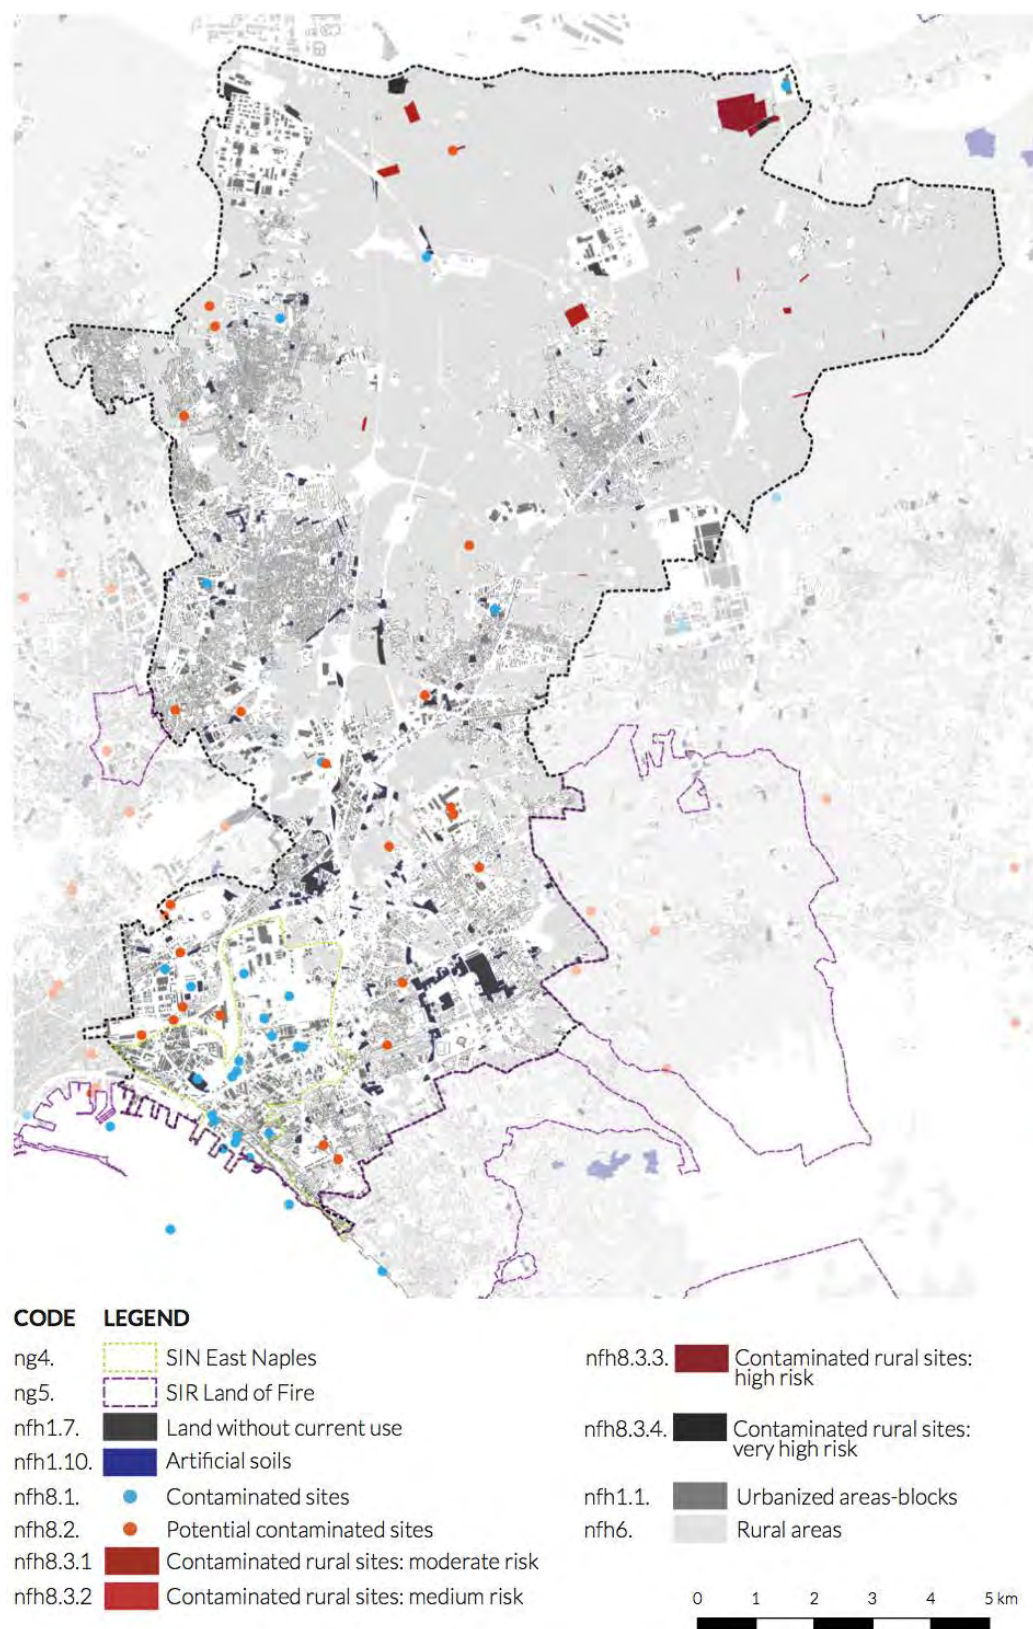 CODE LEGEND
ng4. SIN East Naples
ng5. SIR Land of Fire
nfh1.7. Land without current use
nfh1.10. Artificial soils
nfh8.1. Contaminated sites
nfh8.2. Potential contaminated sites
nfh8.3.1 Contaminated rural sites: moderate risk
nfh8.3.2 Contaminated rural sites: medium risk
nfh8.3.3. Contaminated rural sites:
high risk
nfh8.3.4. Contaminated rural sites:
very high risk
nfh1.1. Urbanized areas-blocks
nfh6. Rural areas
0 1 2 3 4 5 km